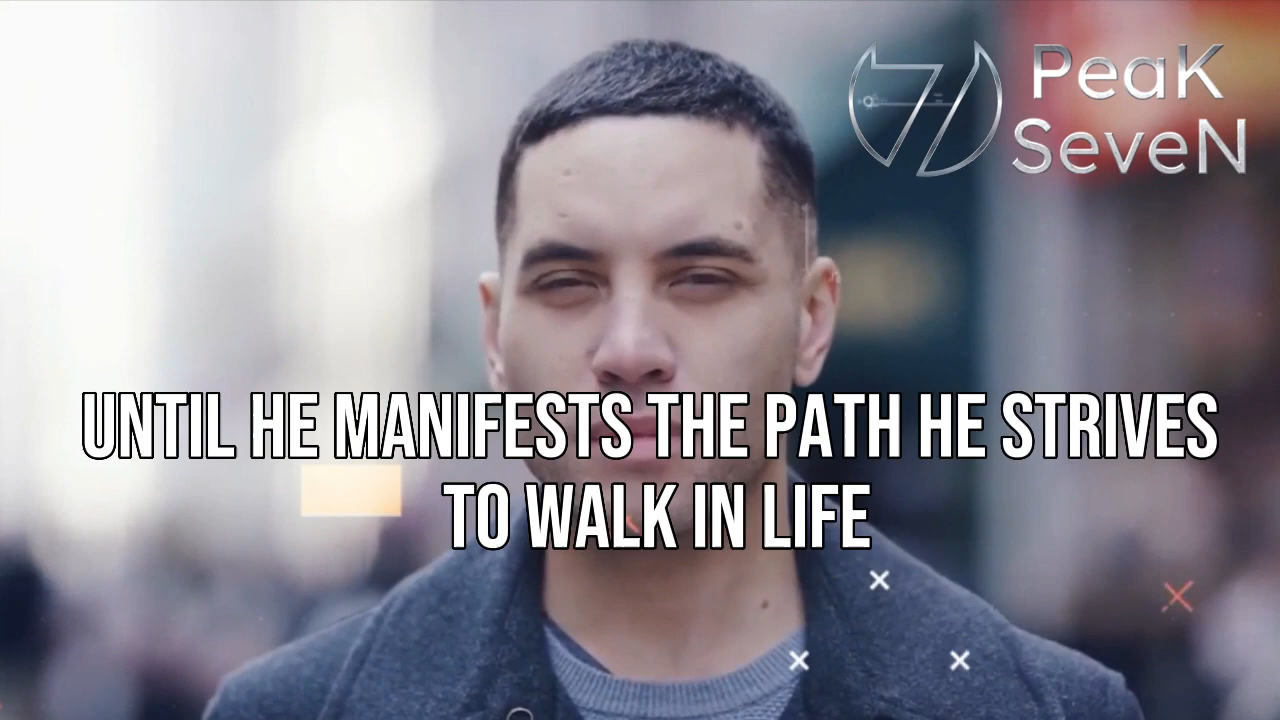 PeaK
SeveN
UNTIL HE MANIFESTS THE PATH HE STRIVES
TO WALK IN LIFE